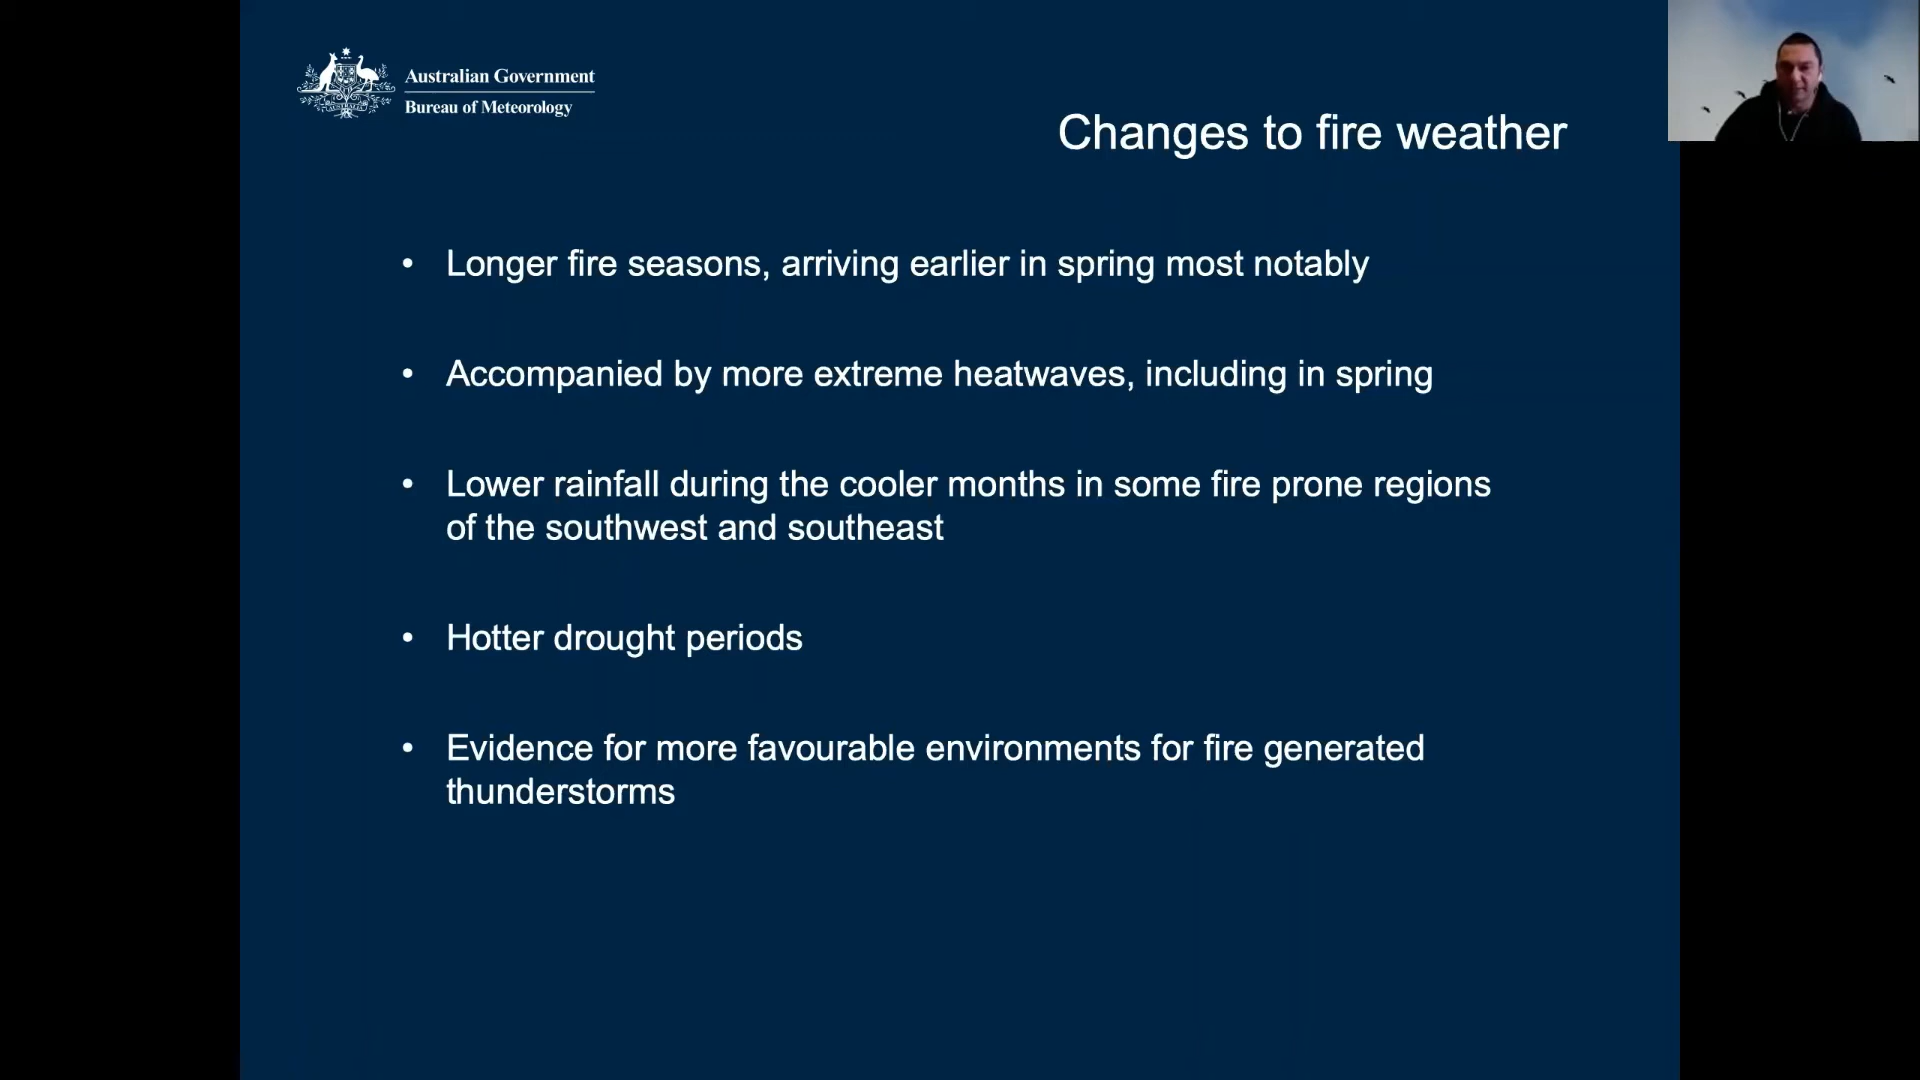 Australian Government
Bureau of Meteorology
Changes to fire weather
• Longer fire seasons, arriving earlier in spring most notably
• Accompanied by more extreme heatwaves, including in spring
• Lower rainfall during the cooler months in some fire prone regions
of the southwest and southeast
• Hotter drought periods
• Evidence for more favourable environments for fire generated
thunderstorms